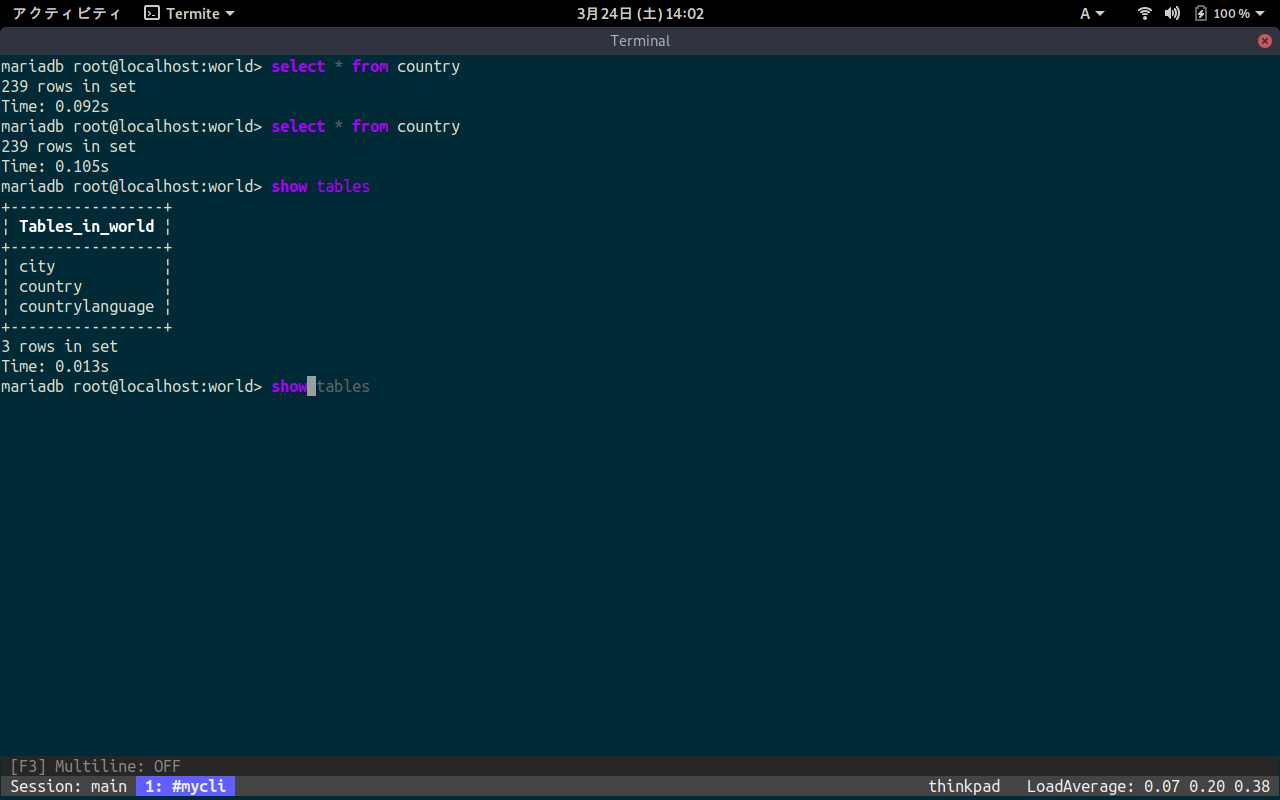 アクティビティ Termite 3月24日 (土) 14:02 A 100 %
Terminal
mariadb root@localhost:world> select * from country
239 rows in set
Time: 0.092s
mariadb root@localhost:world> select * from country
239 rows in set
Time: 0.105s
mariadb root@localhost:world> show tables
+-----------------+
¦ Tables_in_world ¦
+-----------------+
¦ city            ¦
¦ country         ¦
¦ countrylanguage ¦
+-----------------+
3 rows in set
Time: 0.013s
mariadb root@localhost:world> show tables
[F3] Multiline: OFF
Session: main 1: #mycli thinkpad LoadAverage: 0.07 0.20 0.38